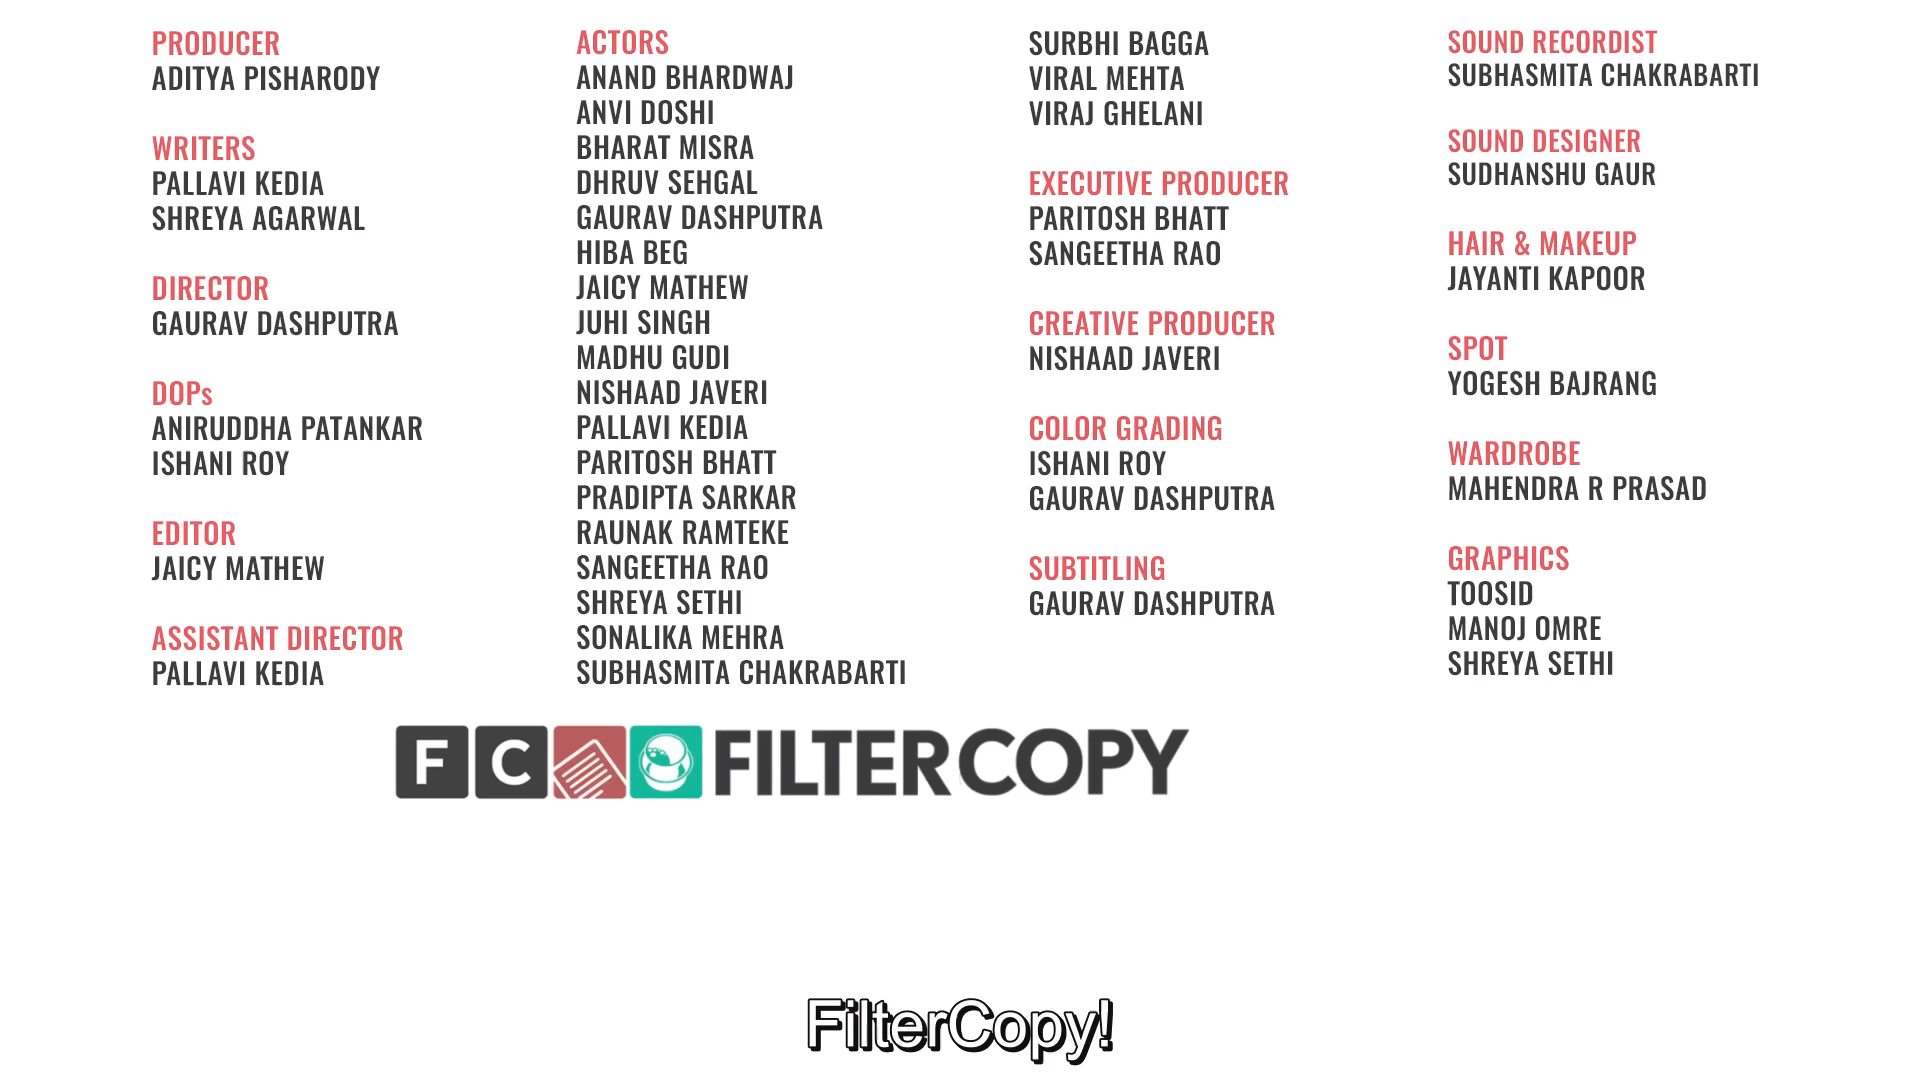 PRODUCER
ADITYA PISHARODY
WRITERS
PALLAVI KEDIA
SHREYA AGARWAL
DIRECTOR
GAURAV DASHPUTRA
DOPs
ANIRUDDHA PATANKAR
ISHANI ROY
EDITOR
JAICY MATHEW
ASSISTANT DIRECTOR
PALLAVI KEDIA
ACTORS
ANAND BHARDWAJ
ANVI DOSHI
BHARAT MISRA
DHRUV SEHGAL
GAURAV DASHPUTRA
HIBA BEG
JAICY MATHEW
JUHI SINGH
MADHU GUDI
NISHAAD JAVERI
PALLAVI KEDIA
PARITOSH BHATT
PRADIPTA SARKAR
RAUNAK RAMTEKE
SANGEETHA RAO
SHREYA SETHI
SONALIKA MEHRA
SUBHASMITA CHAKRABARTI
SURBHI BAGGA
VIRAL MEHTA
VIRAJ GHELANI
EXECUTIVE PRODUCER
PARITOSH BHATT
SANGEETHA RAO
CREATIVE PRODUCER
NISHAAD JAVERI
COLOR GRADING
ISHANI ROY
GAURAV DASHPUTRA
SUBTITLING
GAURAV DASHPUTRA
SOUND RECORDIST
SUBHASMITA CHAKRABARTI
SOUND DESIGNER
SUDHANSHU GAUR
HAIR & MAKEUP
JAYANTI KAPOOR
SPOT
YOGESH BAJRANG
WARDROBE
MAHENDRA R PRASAD
GRAPHICS
TOOSID
MANOJ OMRE
SHREYA SETHI
FC FILTERCOPY
FilterCopy!